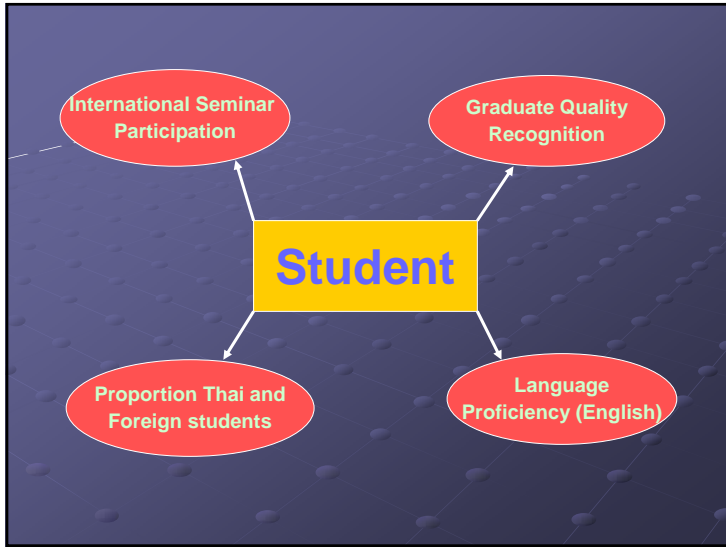 International Seminar
Participation
Graduate Quality
Recognition
Student
Proportion Thai and
Foreign students
Language
Proficiency (English)